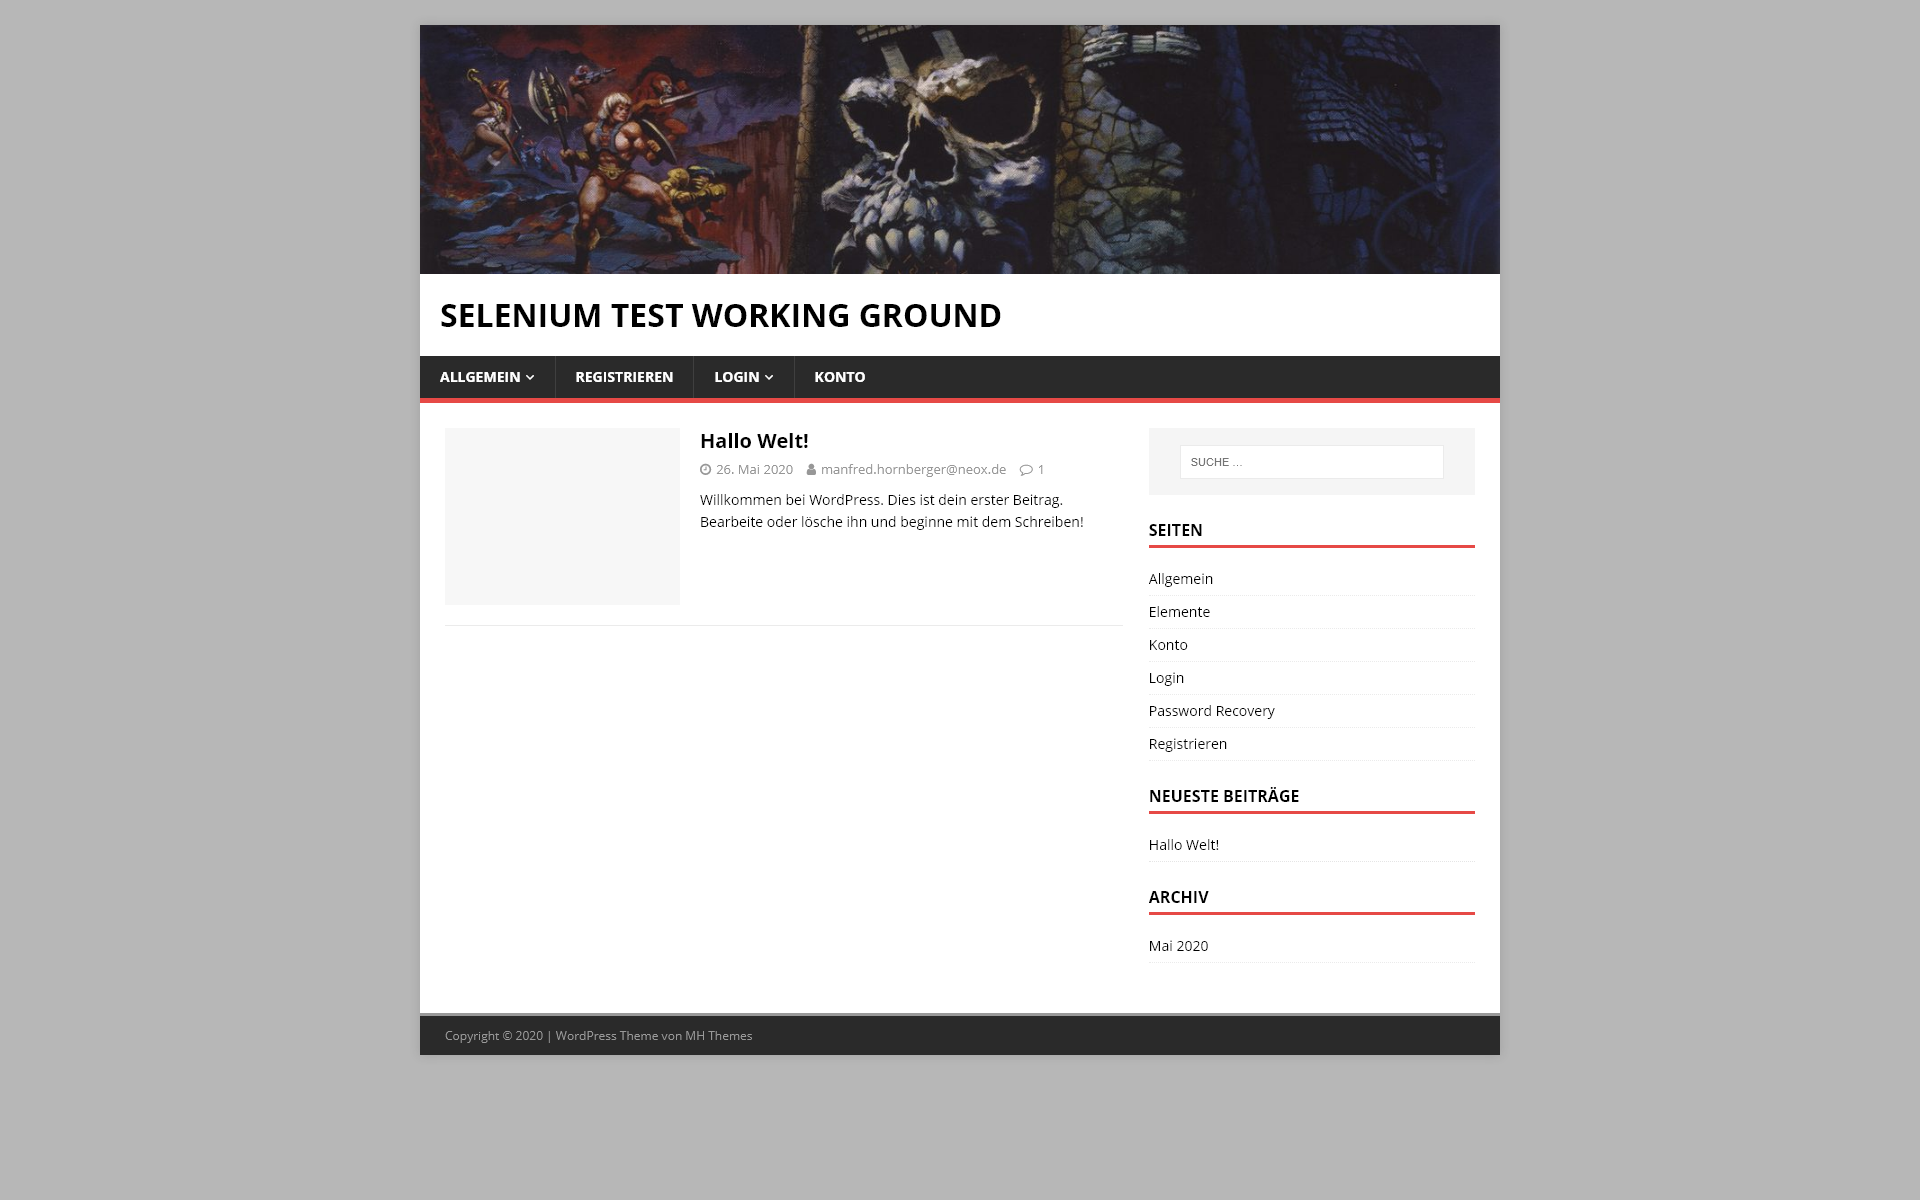 SELENIUM TEST WORKING GROUND
ALLGEMEIN REGISTRIEREN LOGIN KONTO
Hallo Welt!
26. Mai 2020 manfred.hornberger@neox.de 1
Willkommen bei WordPress. Dies ist dein erster Beitrag.
Bearbeite oder lösche ihn und beginne mit dem Schreiben!
SUCHE …
SEITEN
Allgemein
Elemente
Konto
Login
Password Recovery
Registrieren
NEUESTE BEITRÄGE
Hallo Welt!
ARCHIV
Mai 2020
Copyright © 2020 | WordPress Theme von MH Themes